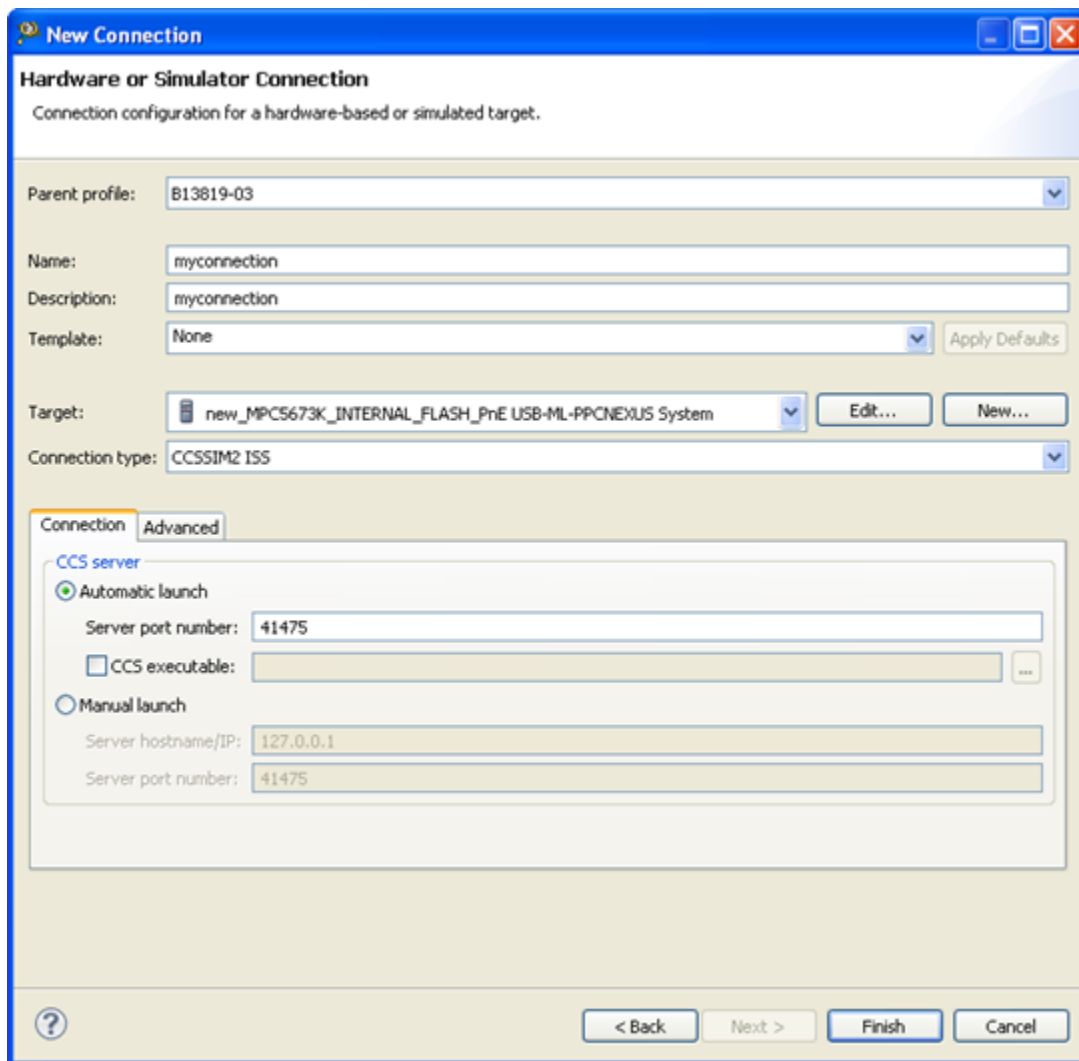 New Connection
Hardware or Simulator Connection
Connection configuration for a hardware-based or simulated target.
Parent profile: B13819-03
Name: myconnection
Description: myconnection
Template: None Apply Defaults
Target: new_MPC5673K_INTERNAL_FLASH_PnE USB-ML-PPCNEXUS System Edit... New...
Connection type: CCSSIM2 ISS
Connection Advanced
CCS server
Automatic launch
Server port number: 41475
CCS executable: ...
Manual launch
Server hostname/IP: 127.0.0.1
Server port number: 41475
? < Back Next > Finish Cancel